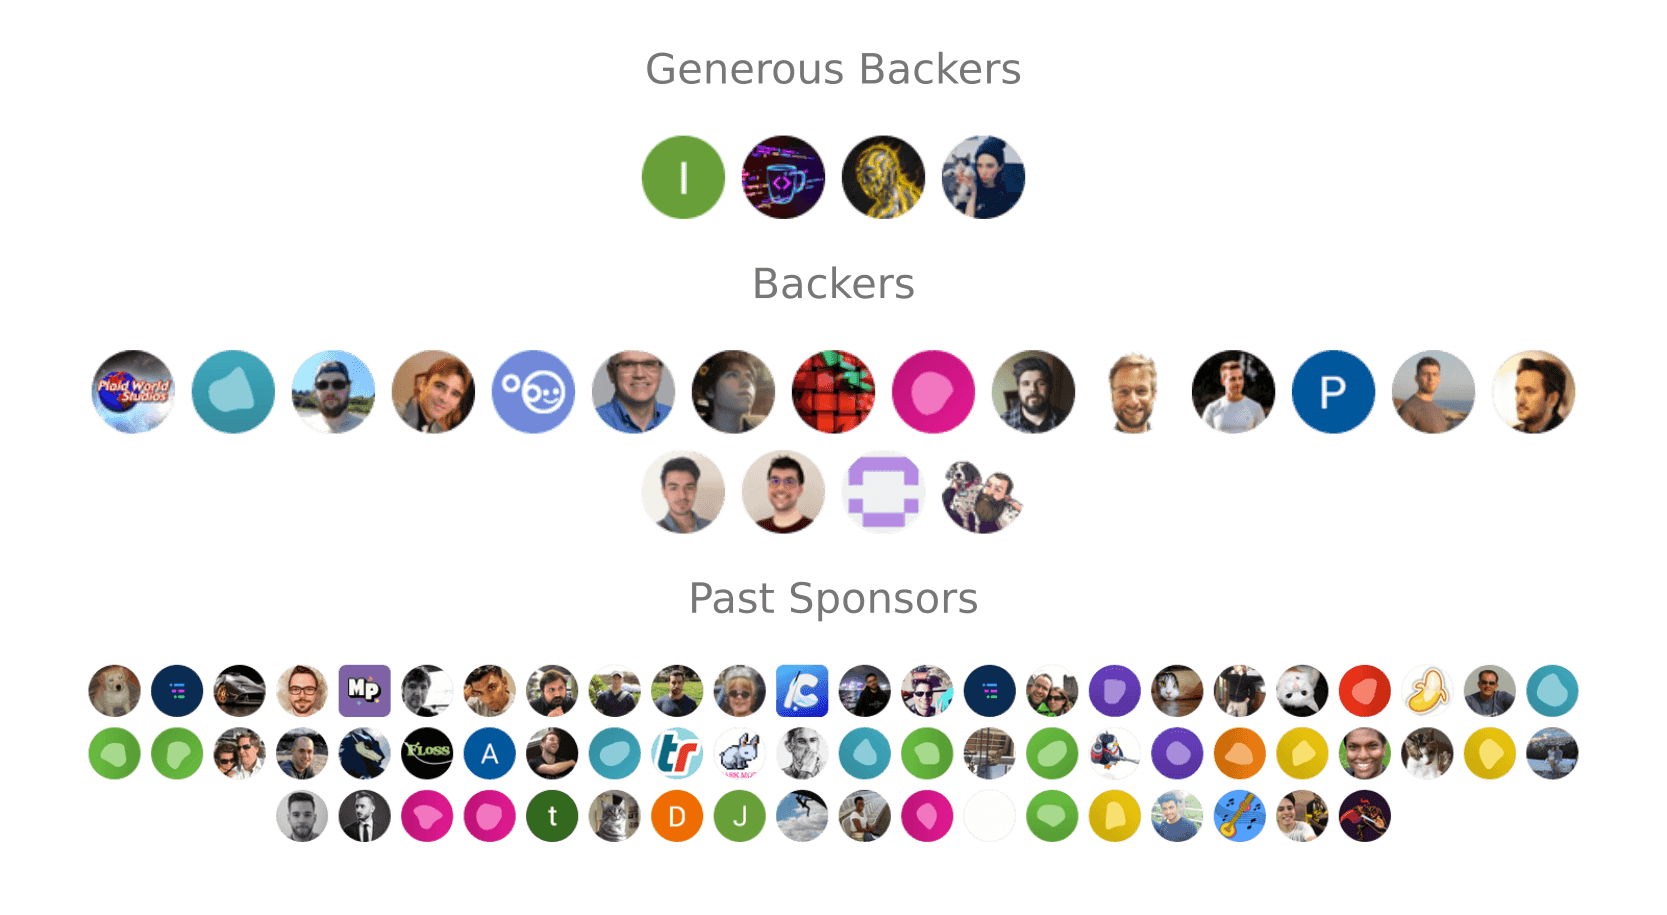 Generous Backers
I
Backers
Plaid World
Studios
P
Past Sponsors
MP
C
FLOSS
A
tr
t
D
J